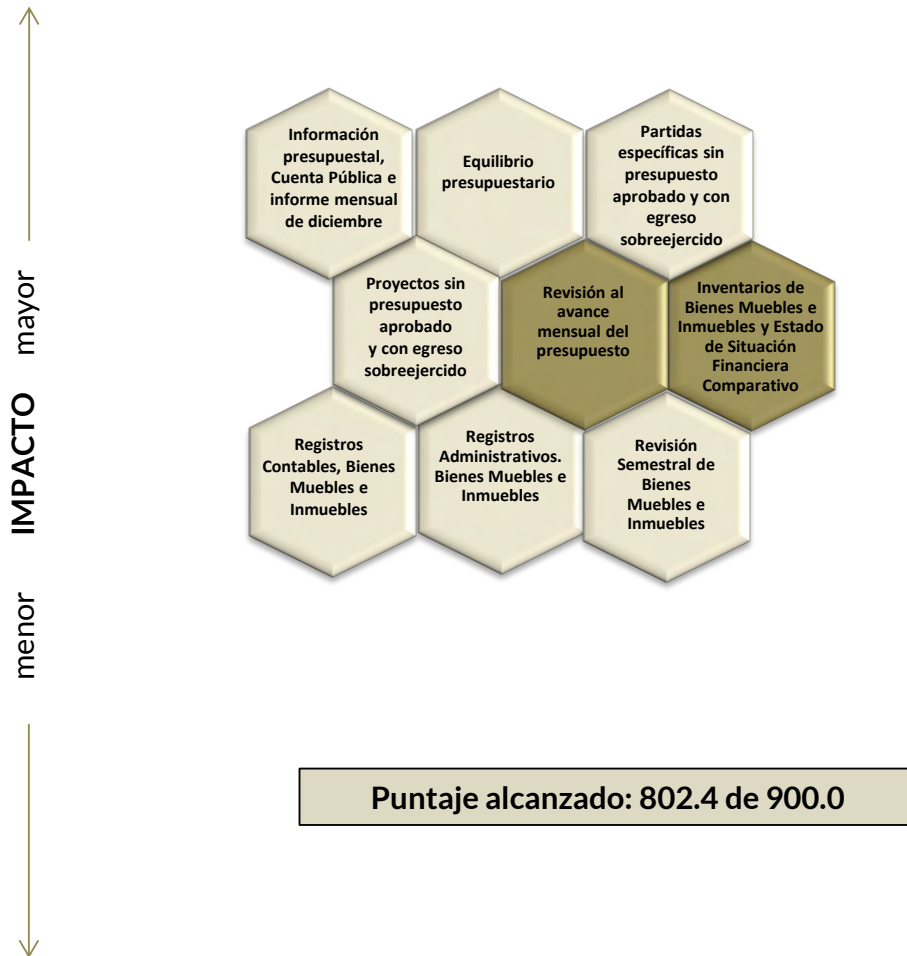 Información
presupuestal,
Cuenta Pública e
informe mensual
de diciembre
Equilibrio
presupuestario
Partidas
específicas sin
presupuesto
aprobado y con
egreso
sobreejercido
Proyectos sin
presupuesto
aprobado
y con egreso
sobreejercido
Revisión al
avance
mensual del
presupuesto
Inventarios de
Bienes Muebles e
Inmuebles y Estado
de Situación
Financiera
Comparativo
Registros
Contables, Bienes
Muebles e
Inmuebles
Registros
Administrativos.
Bienes Muebles e
Inmuebles
Revisión
Semestral de
Bienes
Muebles e
Inmuebles
menor IMPACTO mayor
Puntaje alcanzado: 802.4 de 900.0